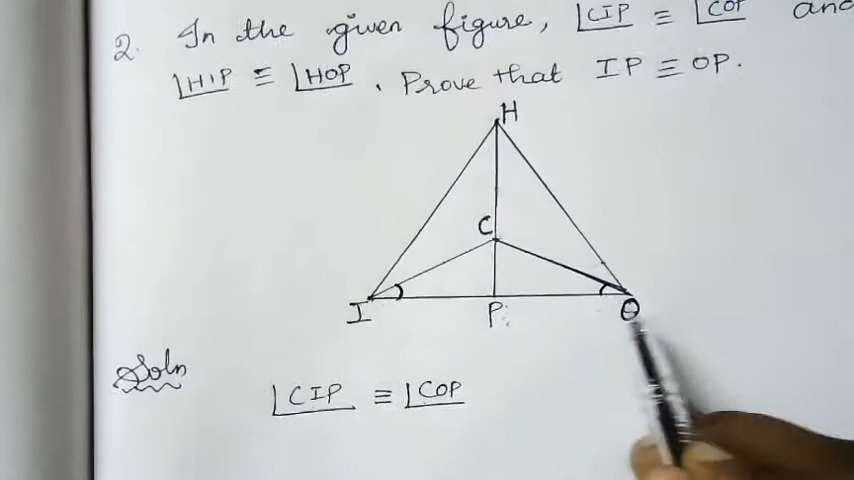 2. In the given figure, ∠CIP ≡ ∠COP and
∠HIP ≡ ∠HOP. Prove that IP ≡ OP.
H
C
I P O
Soln
∠CIP ≡ ∠COP